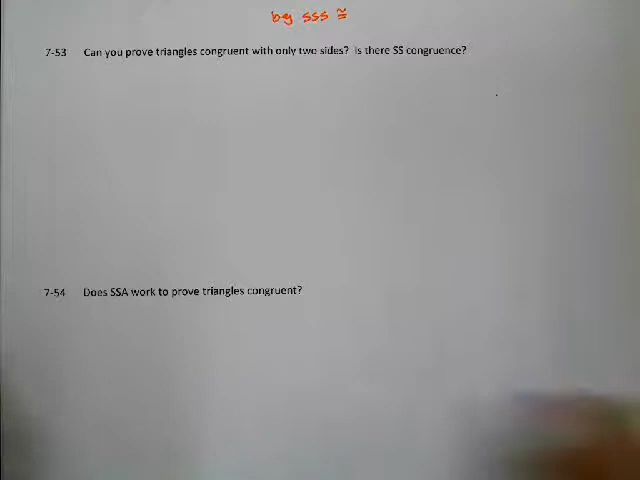 by sss ≅
7-53 Can you prove triangles congruent with only two sides? Is there SS congruence?
7-54 Does SSA work to prove triangles congruent?